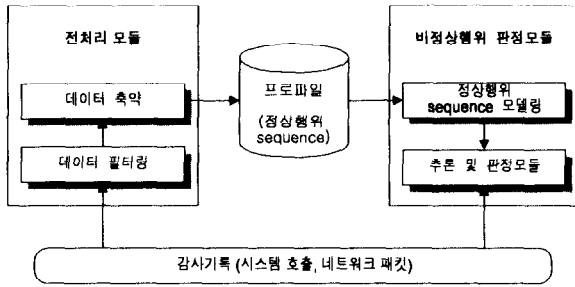 전처리 모듈
데이터 축약
데이터 필터링
프로파일
(정상행위
sequence)
비정상행위 판정모듈
정상행위
sequence 모델링
추론 및 판정모듈
감사기록 (시스템 호출, 네트워크 패킷)